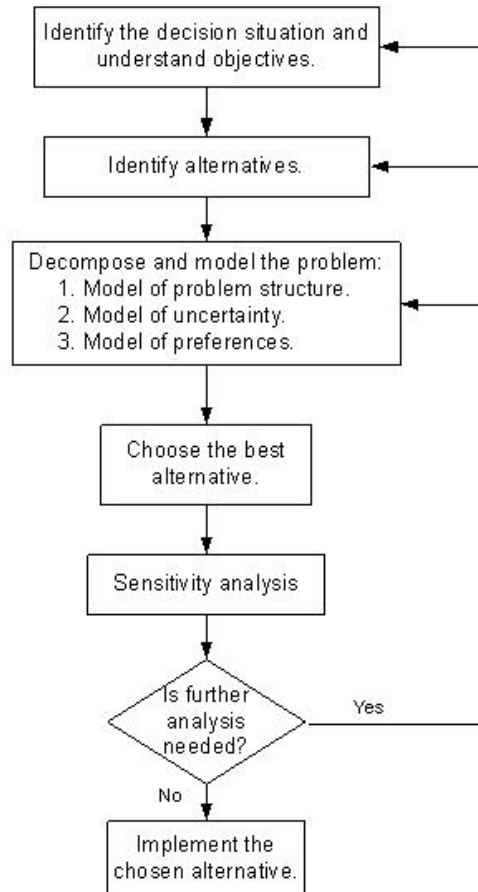 Identify the decision situation and
understand objectives.
Identify alternatives.
Decompose and model the problem:
1. Model of problem structure.
2. Model of uncertainty.
3. Model of preferences.
Choose the best
alternative.
Sensitivity analysis
Is further
analysis
needed?
Yes
No
Implement the
chosen alternative.